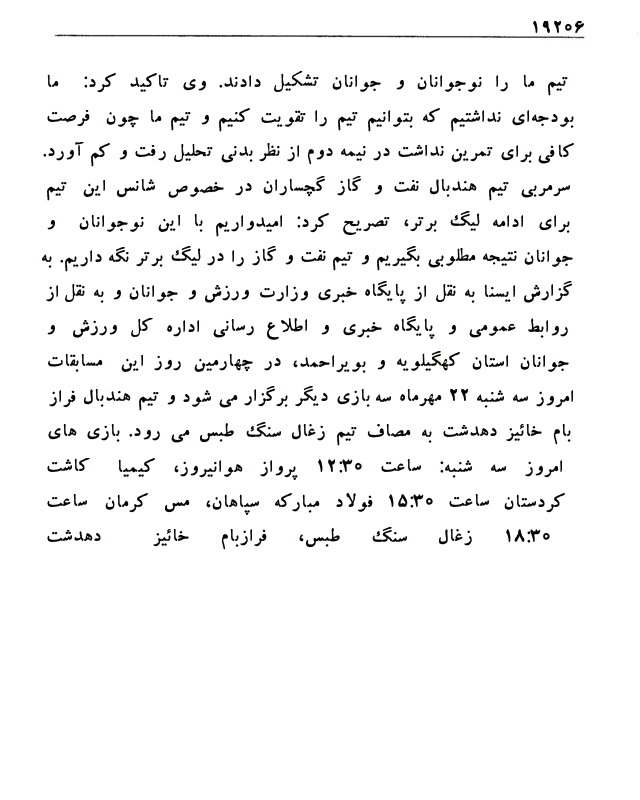 ۱۹۲۰۶
تیم ما را نوجوانان و جوانان تشکیل دادند. وی تاکید کرد: ما
بودجه‌ای نداشتیم که بتوانیم تیم را تقویت کنیم و تیم ما چون فرصت
کافی برای تمرین نداشت در نیمه دوم از نظر بدنی تحلیل رفت و کم آورد.
سرمربی تیم هندبال نفت و گاز گچساران در خصوص شانس این تیم
برای ادامه لیگ برتر، تصریح کرد: امیدواریم با این نوجوانان و
جوانان نتیجه مطلوبی بگیریم و تیم نفت و گاز را در لیگ برتر نگه داریم. به
گزارش ایسنا به نقل از پایگاه خبری وزارت ورزش و جوانان و به نقل از
روابط عمومی و پایگاه خبری و اطلاع رسانی اداره کل ورزش و
جوانان استان کهگیلویه و بویراحمد، در چهارمین روز این مسابقات
امروز سه شنبه ۲۲ مهرماه سه بازی دیگر برگزار می شود و تیم هندبال فراز
بام خائیز دهدشت به مصاف تیم زغال سنگ طبس می رود. بازی های
امروز سه شنبه: ساعت ۱۲:۳۰ پرواز هوانیروز، کیمیا کاشت
کردستان ساعت ۱۵:۳۰ فولاد مبارکه سپاهان، مس کرمان ساعت
۱۸:۳۰ زغال سنگ طبس، فرازبام خائیز دهدشت